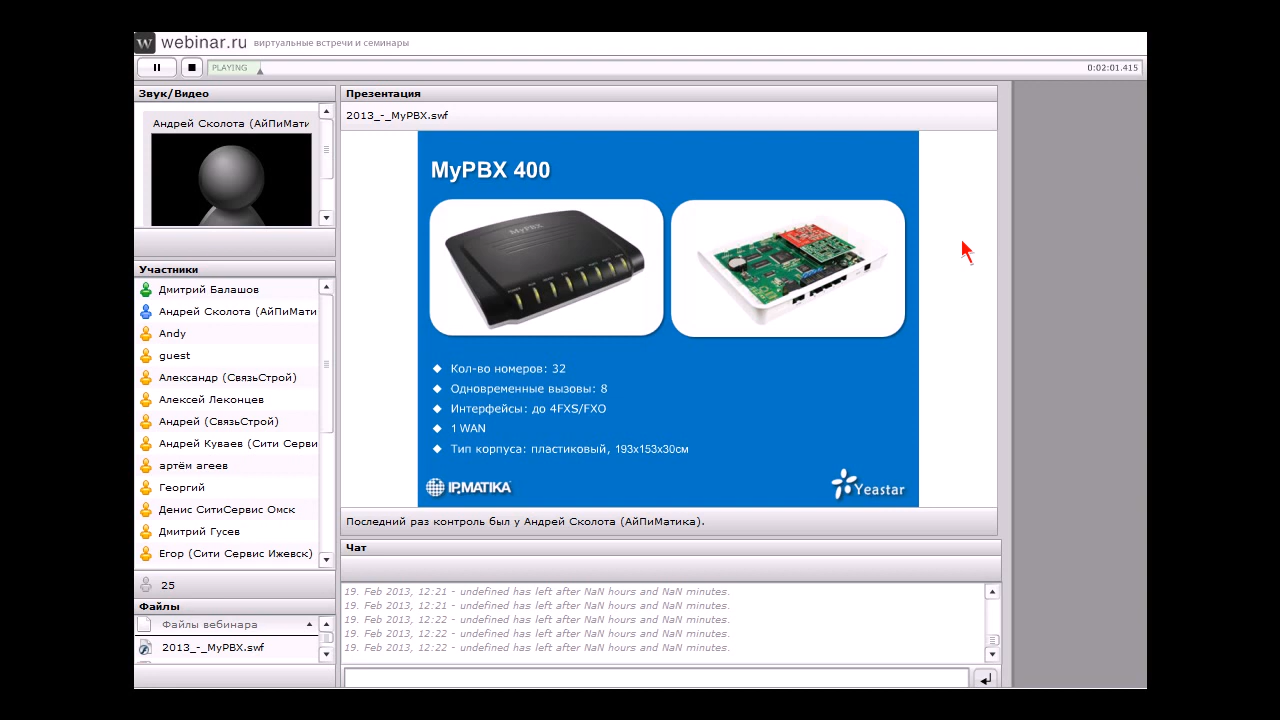 webinar.ru виртуальные встречи и семинары
PLAYING
0:02:01.415
Звук/Видео
Андрей Сколота (АйПиМати
Участники
Дмитрий Балашов
Андрей Сколота (АйПиМати
Andy
guest
Александр (СвязьСтрой)
Алексей Леконцев
Андрей (СвязьСтрой)
Андрей Куваев (Сити Серви
артём агеев
Георгий
Денис СитиСервис Омск
Дмитрий Гусев
Егор (Сити Сервис Ижевск)
25
Файлы
Файлы вебинара
2013_-_MyPBX.swf
Презентация
2013_-_MyPBX.swf
MyPBX 400
MyPBX
Кол-во номеров: 32
Одновременные вызовы: 8
Интерфейсы: до 4FXS/FXO
1 WAN
Тип корпуса: пластиковый, 193x153x30см
IPMATIKA
Yeastar
Последний раз контроль был у Андрей Сколота (АйПиМатика).
Чат
19. Feb 2013, 12:21 - undefined has left after NaN hours and NaN minutes.
19. Feb 2013, 12:21 - undefined has left after NaN hours and NaN minutes.
19. Feb 2013, 12:22 - undefined has left after NaN hours and NaN minutes.
19. Feb 2013, 12:22 - undefined has left after NaN hours and NaN minutes.
19. Feb 2013, 12:22 - undefined has left after NaN hours and NaN minutes.